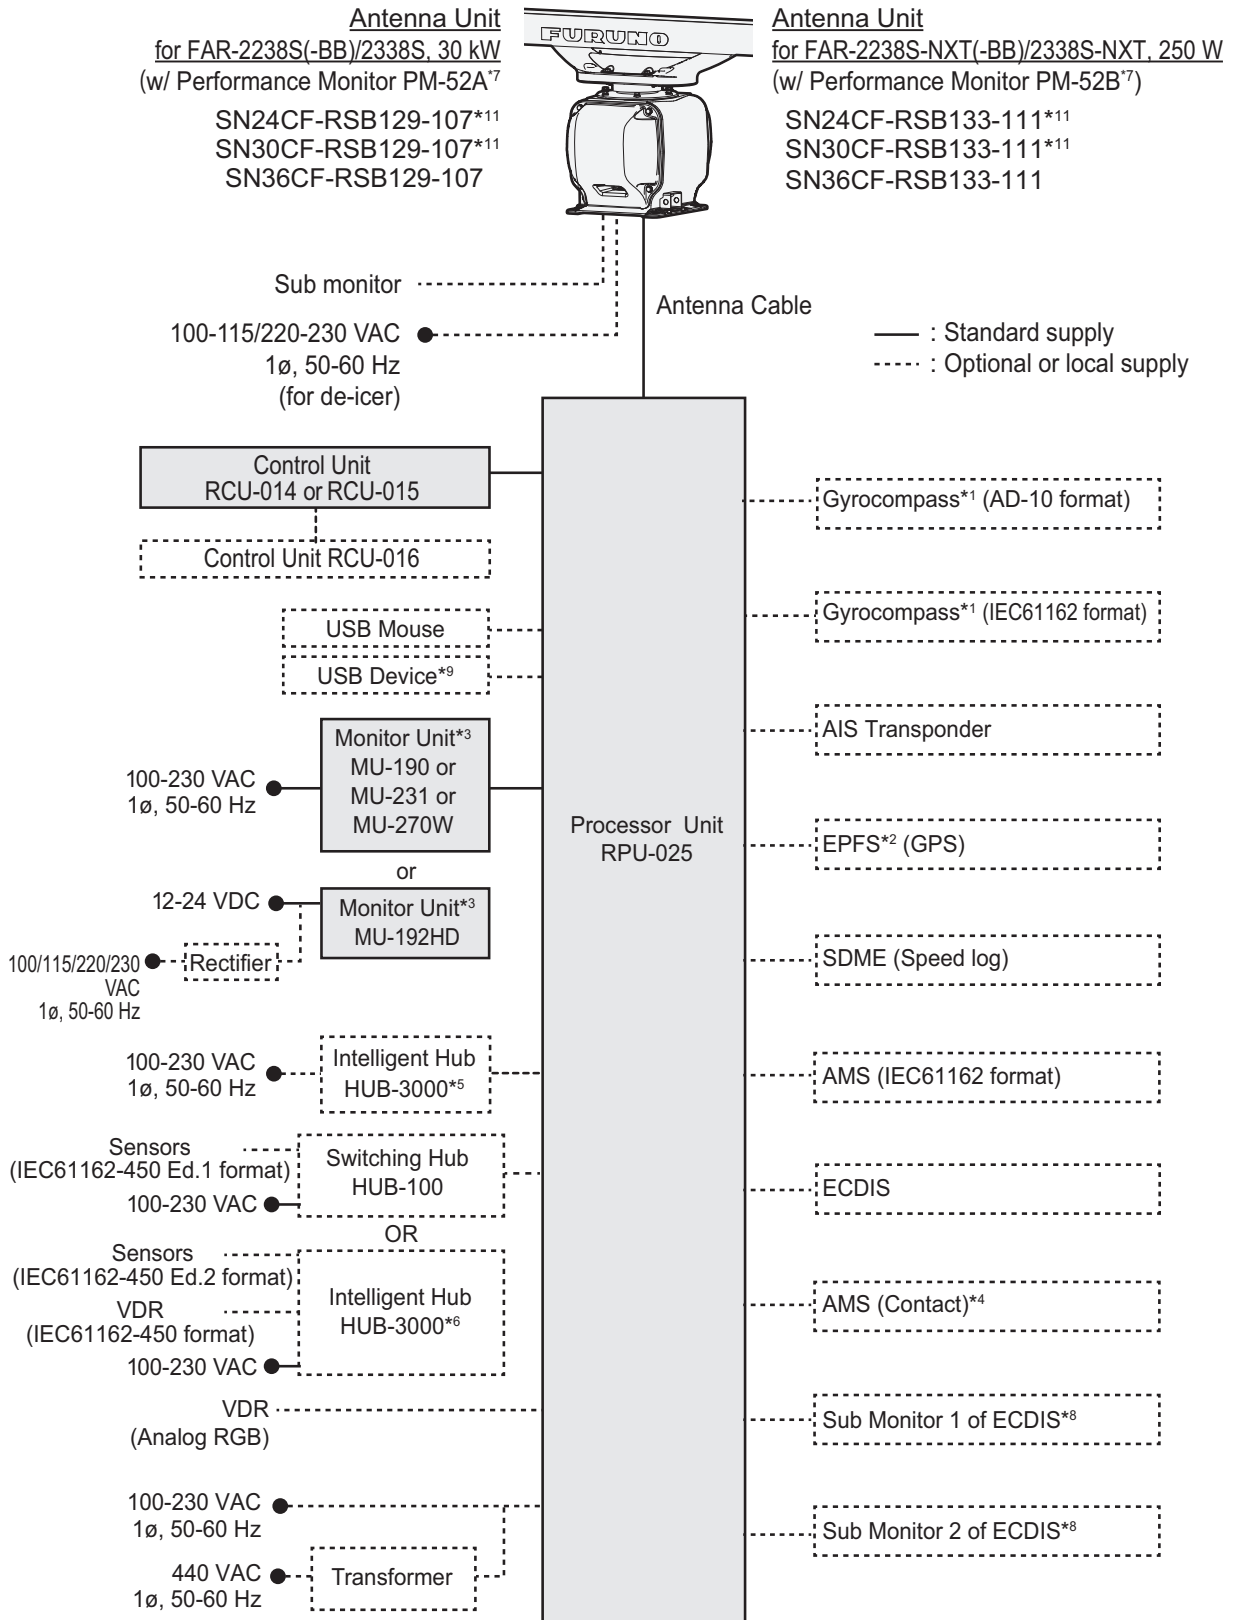 Antenna Unit
for FAR-2238S(-BB)/2338S, 30 kW
(w/ Performance Monitor PM-52A*7
SN24CF-RSB129-107*11
SN30CF-RSB129-107*11
SN36CF-RSB129-107
FURUNO
Antenna Unit
for FAR-2238S-NXT(-BB)/2338S-NXT, 250 W
(w/ Performance Monitor PM-52B*7)
SN24CF-RSB133-111*11
SN30CF-RSB133-111*11
SN36CF-RSB133-111
Sub monitor
100-115/220-230 VAC
1ø, 50-60 Hz
(for de-icer)
Antenna Cable
: Standard supply
: Optional or local supply
Control Unit
RCU-014 or RCU-015
Control Unit RCU-016
USB Mouse
USB Device*9
Monitor Unit*3
MU-190 or
MU-231 or
MU-270W
100-230 VAC
1ø, 50-60 Hz
or
12-24 VDC
Monitor Unit*3
MU-192HD
100/115/220/230
VAC
1ø, 50-60 Hz
Rectifier
100-230 VAC
1ø, 50-60 Hz
Intelligent Hub
HUB-3000*5
Sensors
(IEC61162-450 Ed.1 format)
100-230 VAC
Switching Hub
HUB-100
OR
Sensors
(IEC61162-450 Ed.2 format)
VDR
(IEC61162-450 format)
100-230 VAC
Intelligent Hub
HUB-3000*6
VDR
(Analog RGB)
100-230 VAC
1ø, 50-60 Hz
440 VAC
1ø, 50-60 Hz
Transformer
Processor Unit
RPU-025
Gyrocompass*1 (AD-10 format)
Gyrocompass*1 (IEC61162 format)
AIS Transponder
EPFS*2 (GPS)
SDME (Speed log)
AMS (IEC61162 format)
ECDIS
AMS (Contact)*4
Sub Monitor 1 of ECDIS*8
Sub Monitor 2 of ECDIS*8